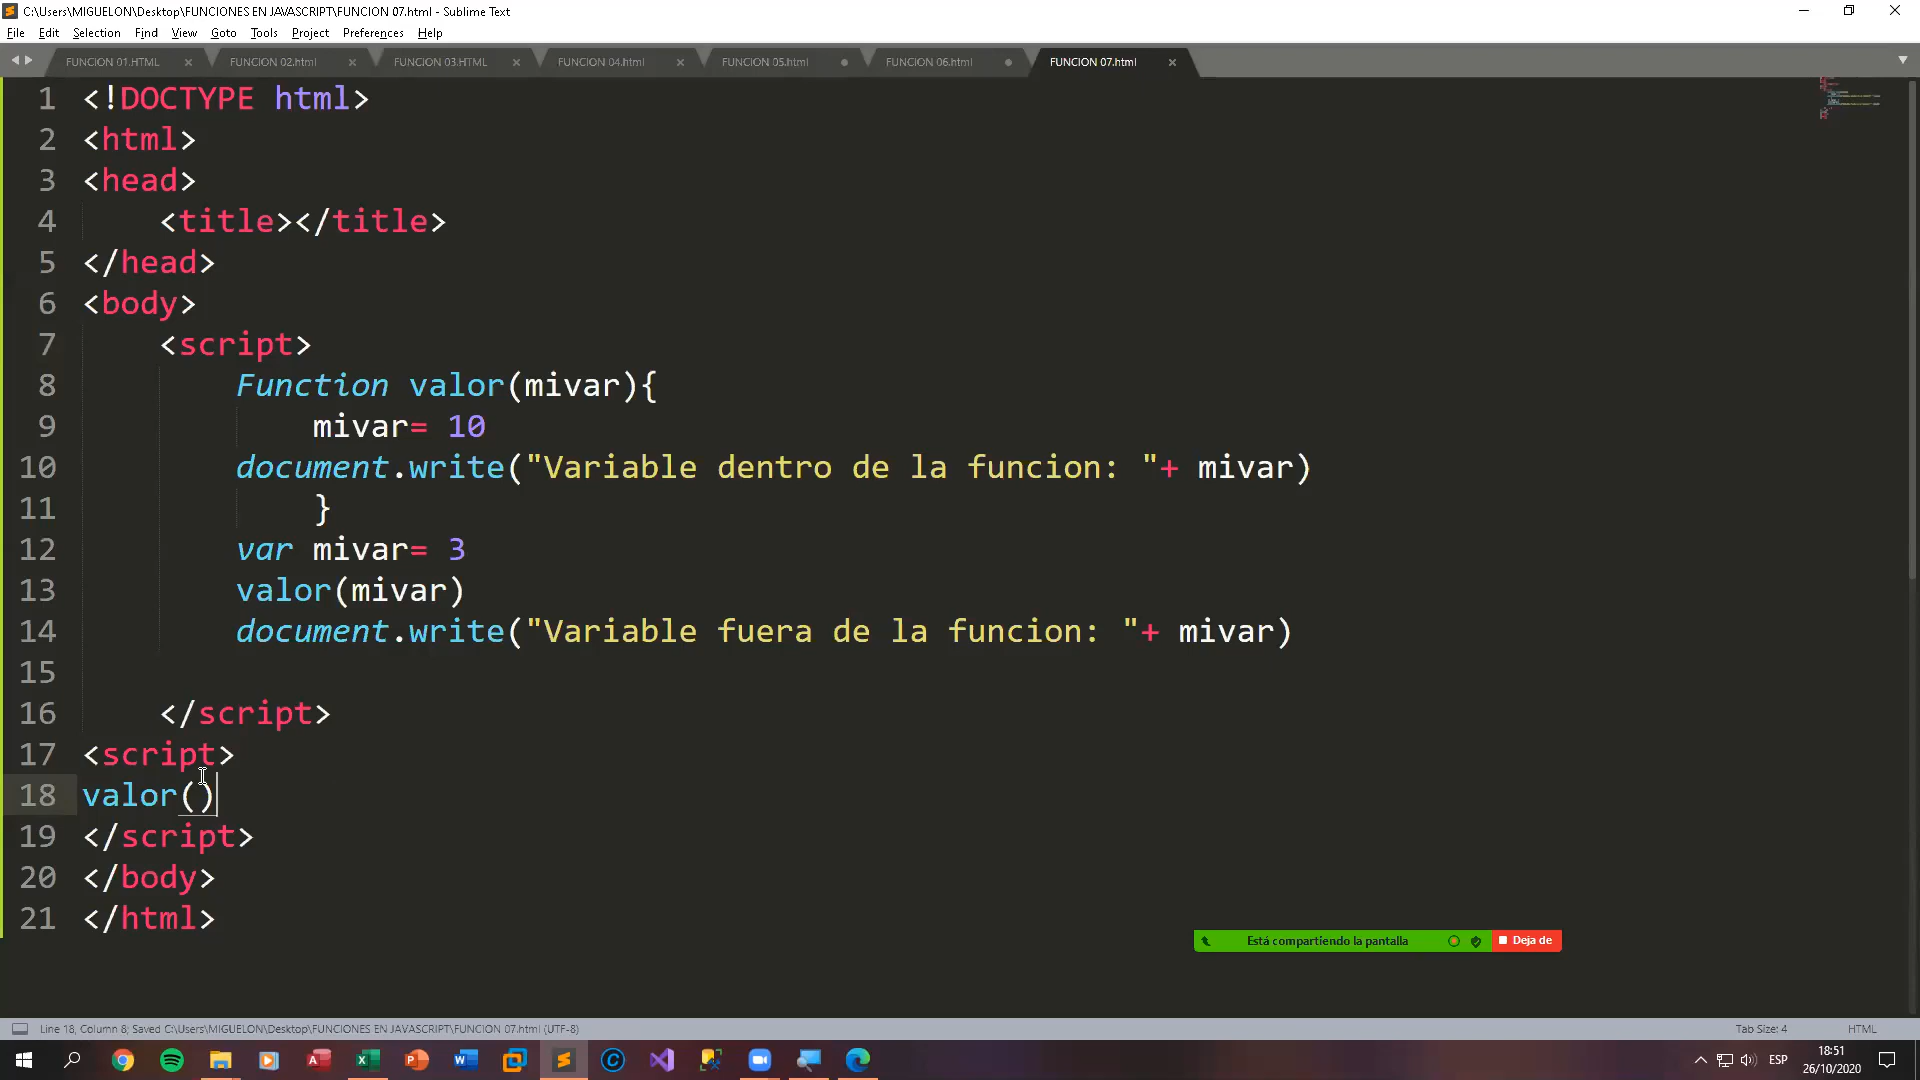 C:\Users\MIGUELON\Desktop\FUNCIONES EN JAVASCRIPT\FUNCION 07.html - Sublime Text
File Edit Selection Find View Goto Tools Project Preferences Help
FUNCION 01.HTML FUNCION 02.html FUNCION 03.HTML FUNCION 04.html FUNCION 05.html FUNCION 06.html FUNCION 07.html
1 <!DOCTYPE html>
2 <html>
3 <head>
4 <title></title>
5 </head>
6 <body>
7 <script>
8 Function valor(mivar){
9 mivar= 10
10 document.write("Variable dentro de la funcion: "+ mivar)
11 }
12 var mivar= 3
13 valor(mivar)
14 document.write("Variable fuera de la funcion: "+ mivar)
15
16 </script>
17 <script>
18 valor()
19 </script>
20 </body>
21 </html>
Está compartiendo la pantalla Deja de
Line 18, Column 8; Saved C:\Users\MIGUELON\Desktop\FUNCIONES EN JAVASCRIPT\FUNCION 07.html (UTF-8) Tab Size: 4 HTML
ESP 18:51
26/10/2020